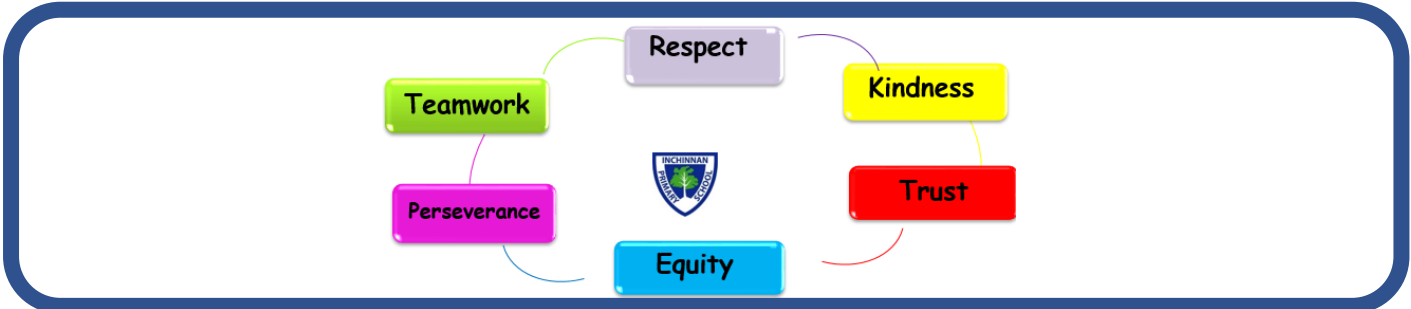 Respect
Kindness
Teamwork
INCHINNAN
PRIMARY
SCHOOL
Trust
Perseverance
Equity